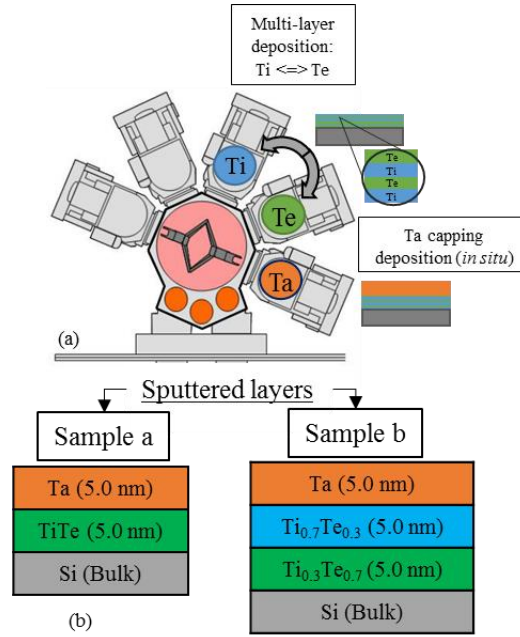 Multi-layer
deposition:
Ti <=> Te
Ti
Te
Ta
Te
Ti
Te
Ti
Ta capping
deposition (in situ)
(a)
Sputtered layers
Sample a
Ta (5.0 nm)
TiTe (5.0 nm)
Si (Bulk)
(b)
Sample b
Ta (5.0 nm)
Ti0.7Te0.3 (5.0 nm)
Ti0.3Te0.7 (5.0 nm)
Si (Bulk)